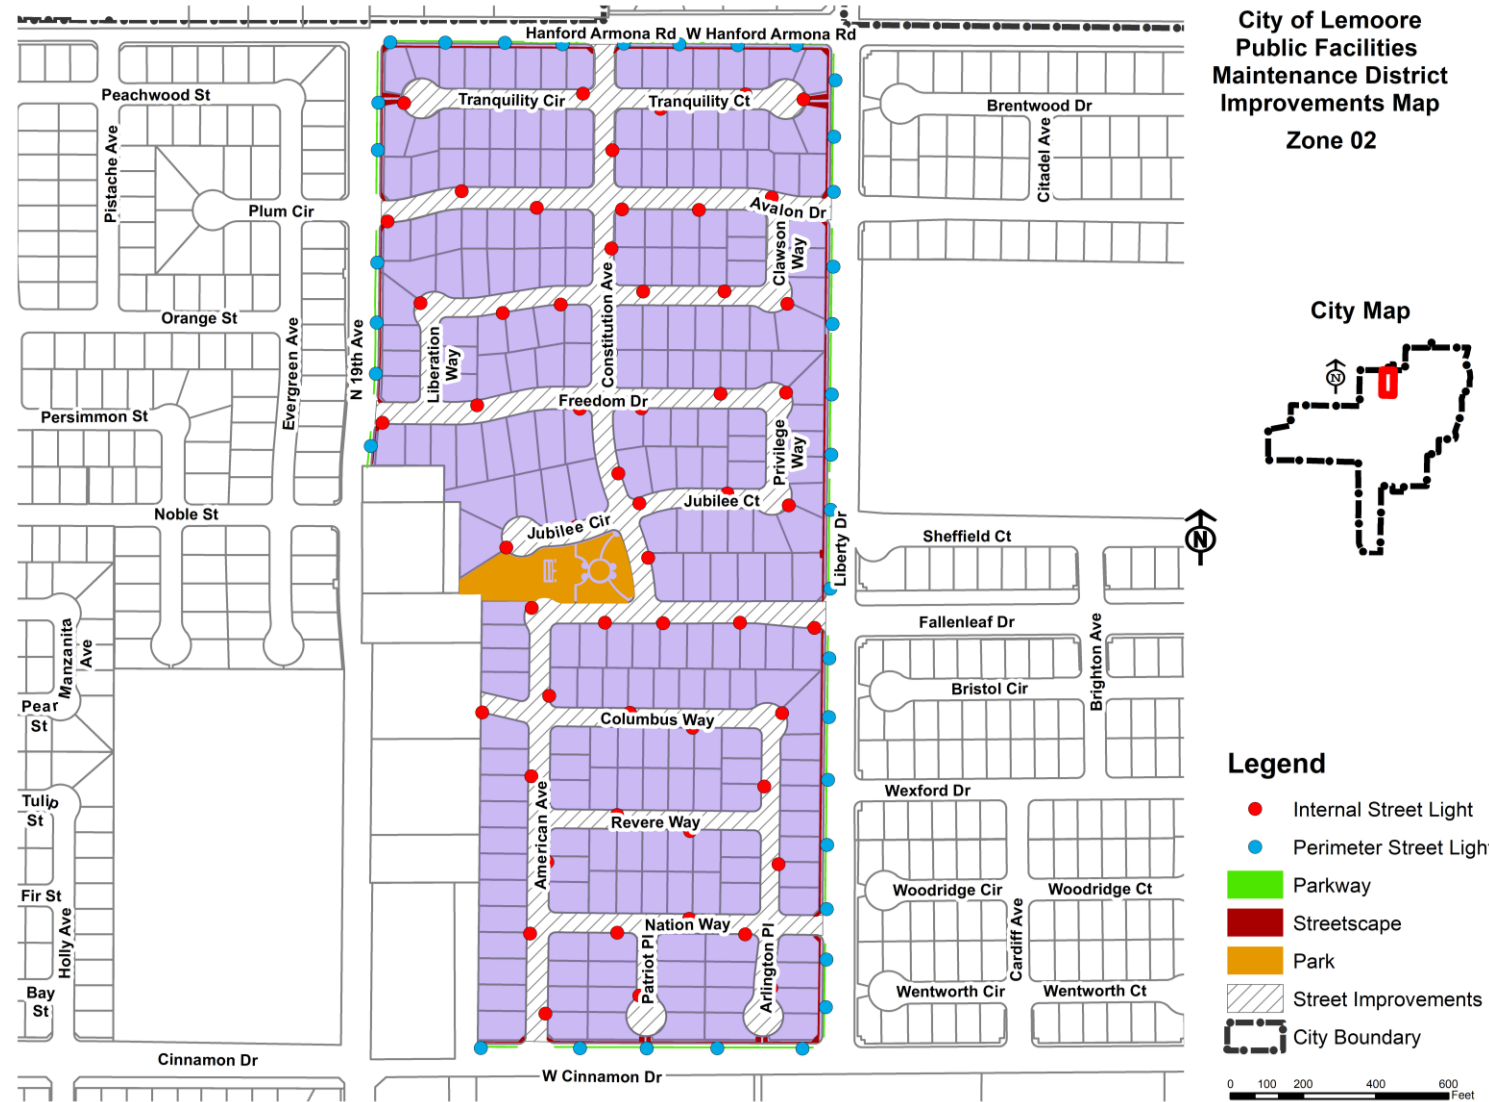 Hanford Armona Rd
W Hanford Armona Rd
City of Lemoore
Public Facilities
Maintenance District
Improvements Map
Zone 02
Peachwood St
Tranquility Cir
Tranquility Ct
Brentwood Dr
Pistache Ave
Citadel Ave
Plum Cir
Avalon Dr
Clawson
Way
Orange St
Evergreen Ave
N 19th Ave
Constitution Ave
Liberation
Way
City Map
N
Persimmon St
Freedom Dr
Privilege
Way
Noble St
Jubilee Cir
Jubilee Ct
Liberty Dr
Sheffield Ct
N
Manzanita
Ave
Fallenleaf Dr
Brighton Ave
Bristol Cir
Pear
St
Columbus Way
Wexford Dr
Tulip
St
American Ave
Revere Way
Fir St
Woodridge Cir
Woodridge Ct
Holly Ave
Nation Way
Patriot Pl
Arlington Pl
Cardiff Ave
Bay
St
Wentworth Cir
Wentworth Ct
Cinnamon Dr
W Cinnamon Dr
Legend
Internal Street Light
Perimeter Street Ligh
Parkway
Streetscape
Park
Street Improvements
City Boundary
0 100 200 400 600
Feet